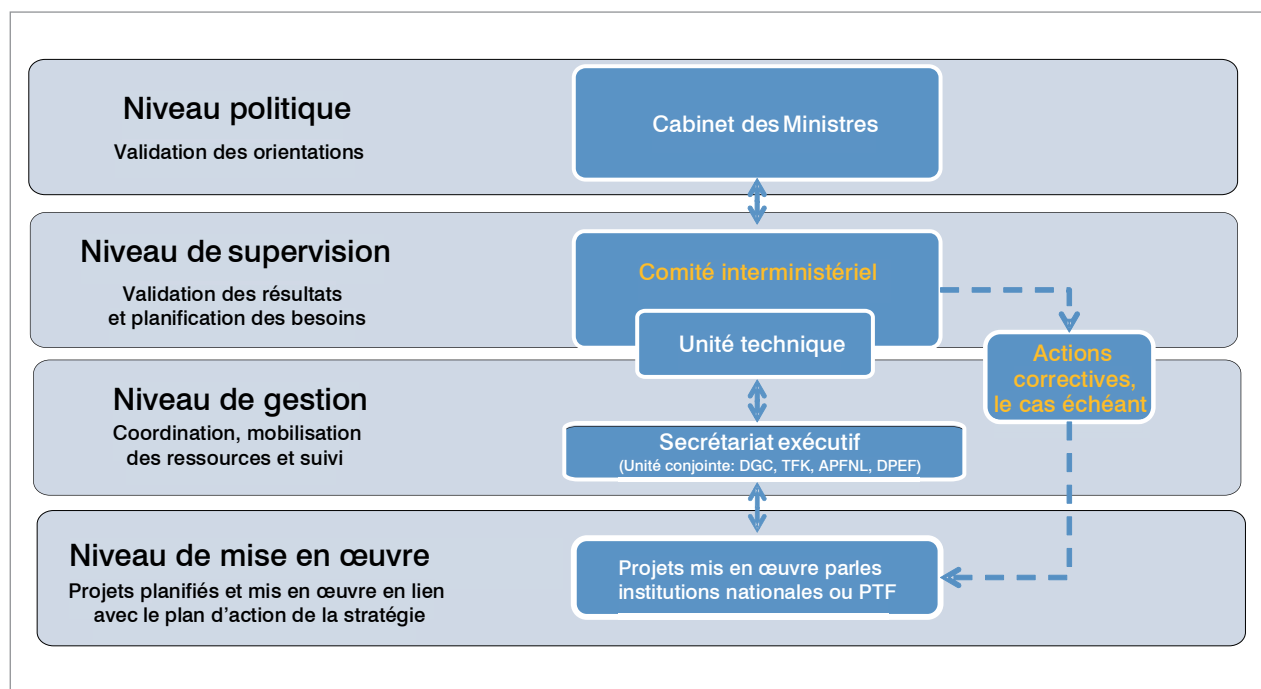 Niveau politique
Validation des orientations
Cabinet des Ministres
Niveau de supervision
Validation des résultats
et planification des besoins
Comité interministériel
Unité technique
Actions
correctives,
le cas échéant
Niveau de gestion
Coordination, mobilisation
des ressources et suivi
Secrétariat exécutif
(Unité conjointe: DGC, TFK, APFNL, DPEF)
Niveau de mise en œuvre
Projets planifiés et mis en œuvre en lien
avec le plan d’action de la stratégie
Projets mis en œuvre parles
institutions nationales ou PTF